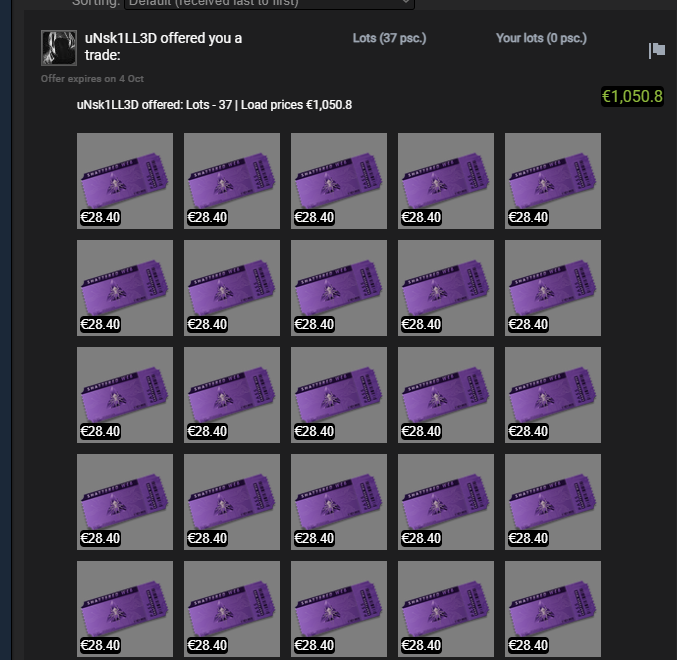 Sorting: Default (received last to first)
uNsk1LL3D offered you a
trade:
Lots (37 psc.)
Your lots (0 psc.)
Offer expires on 4 Oct
uNsk1LL3D offered: Lots - 37 | Load prices €1,050.8
€1,050.8
€28.40 €28.40 €28.40 €28.40 €28.40
€28.40 €28.40 €28.40 €28.40 €28.40
€28.40 €28.40 €28.40 €28.40 €28.40
€28.40 €28.40 €28.40 €28.40 €28.40
€28.40 €28.40 €28.40 €28.40 €28.40